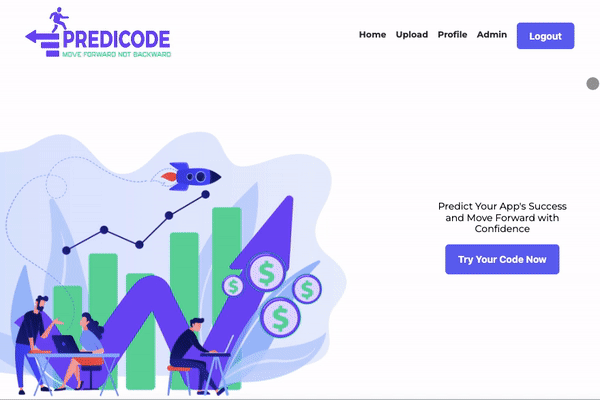 PREDICODE
MOVE FORWARD NOT BACKWARD
Home Upload Profile Admin Logout
Predict Your App's Success
and Move Forward with
Confidence
Try Your Code Now
$
$
$
$